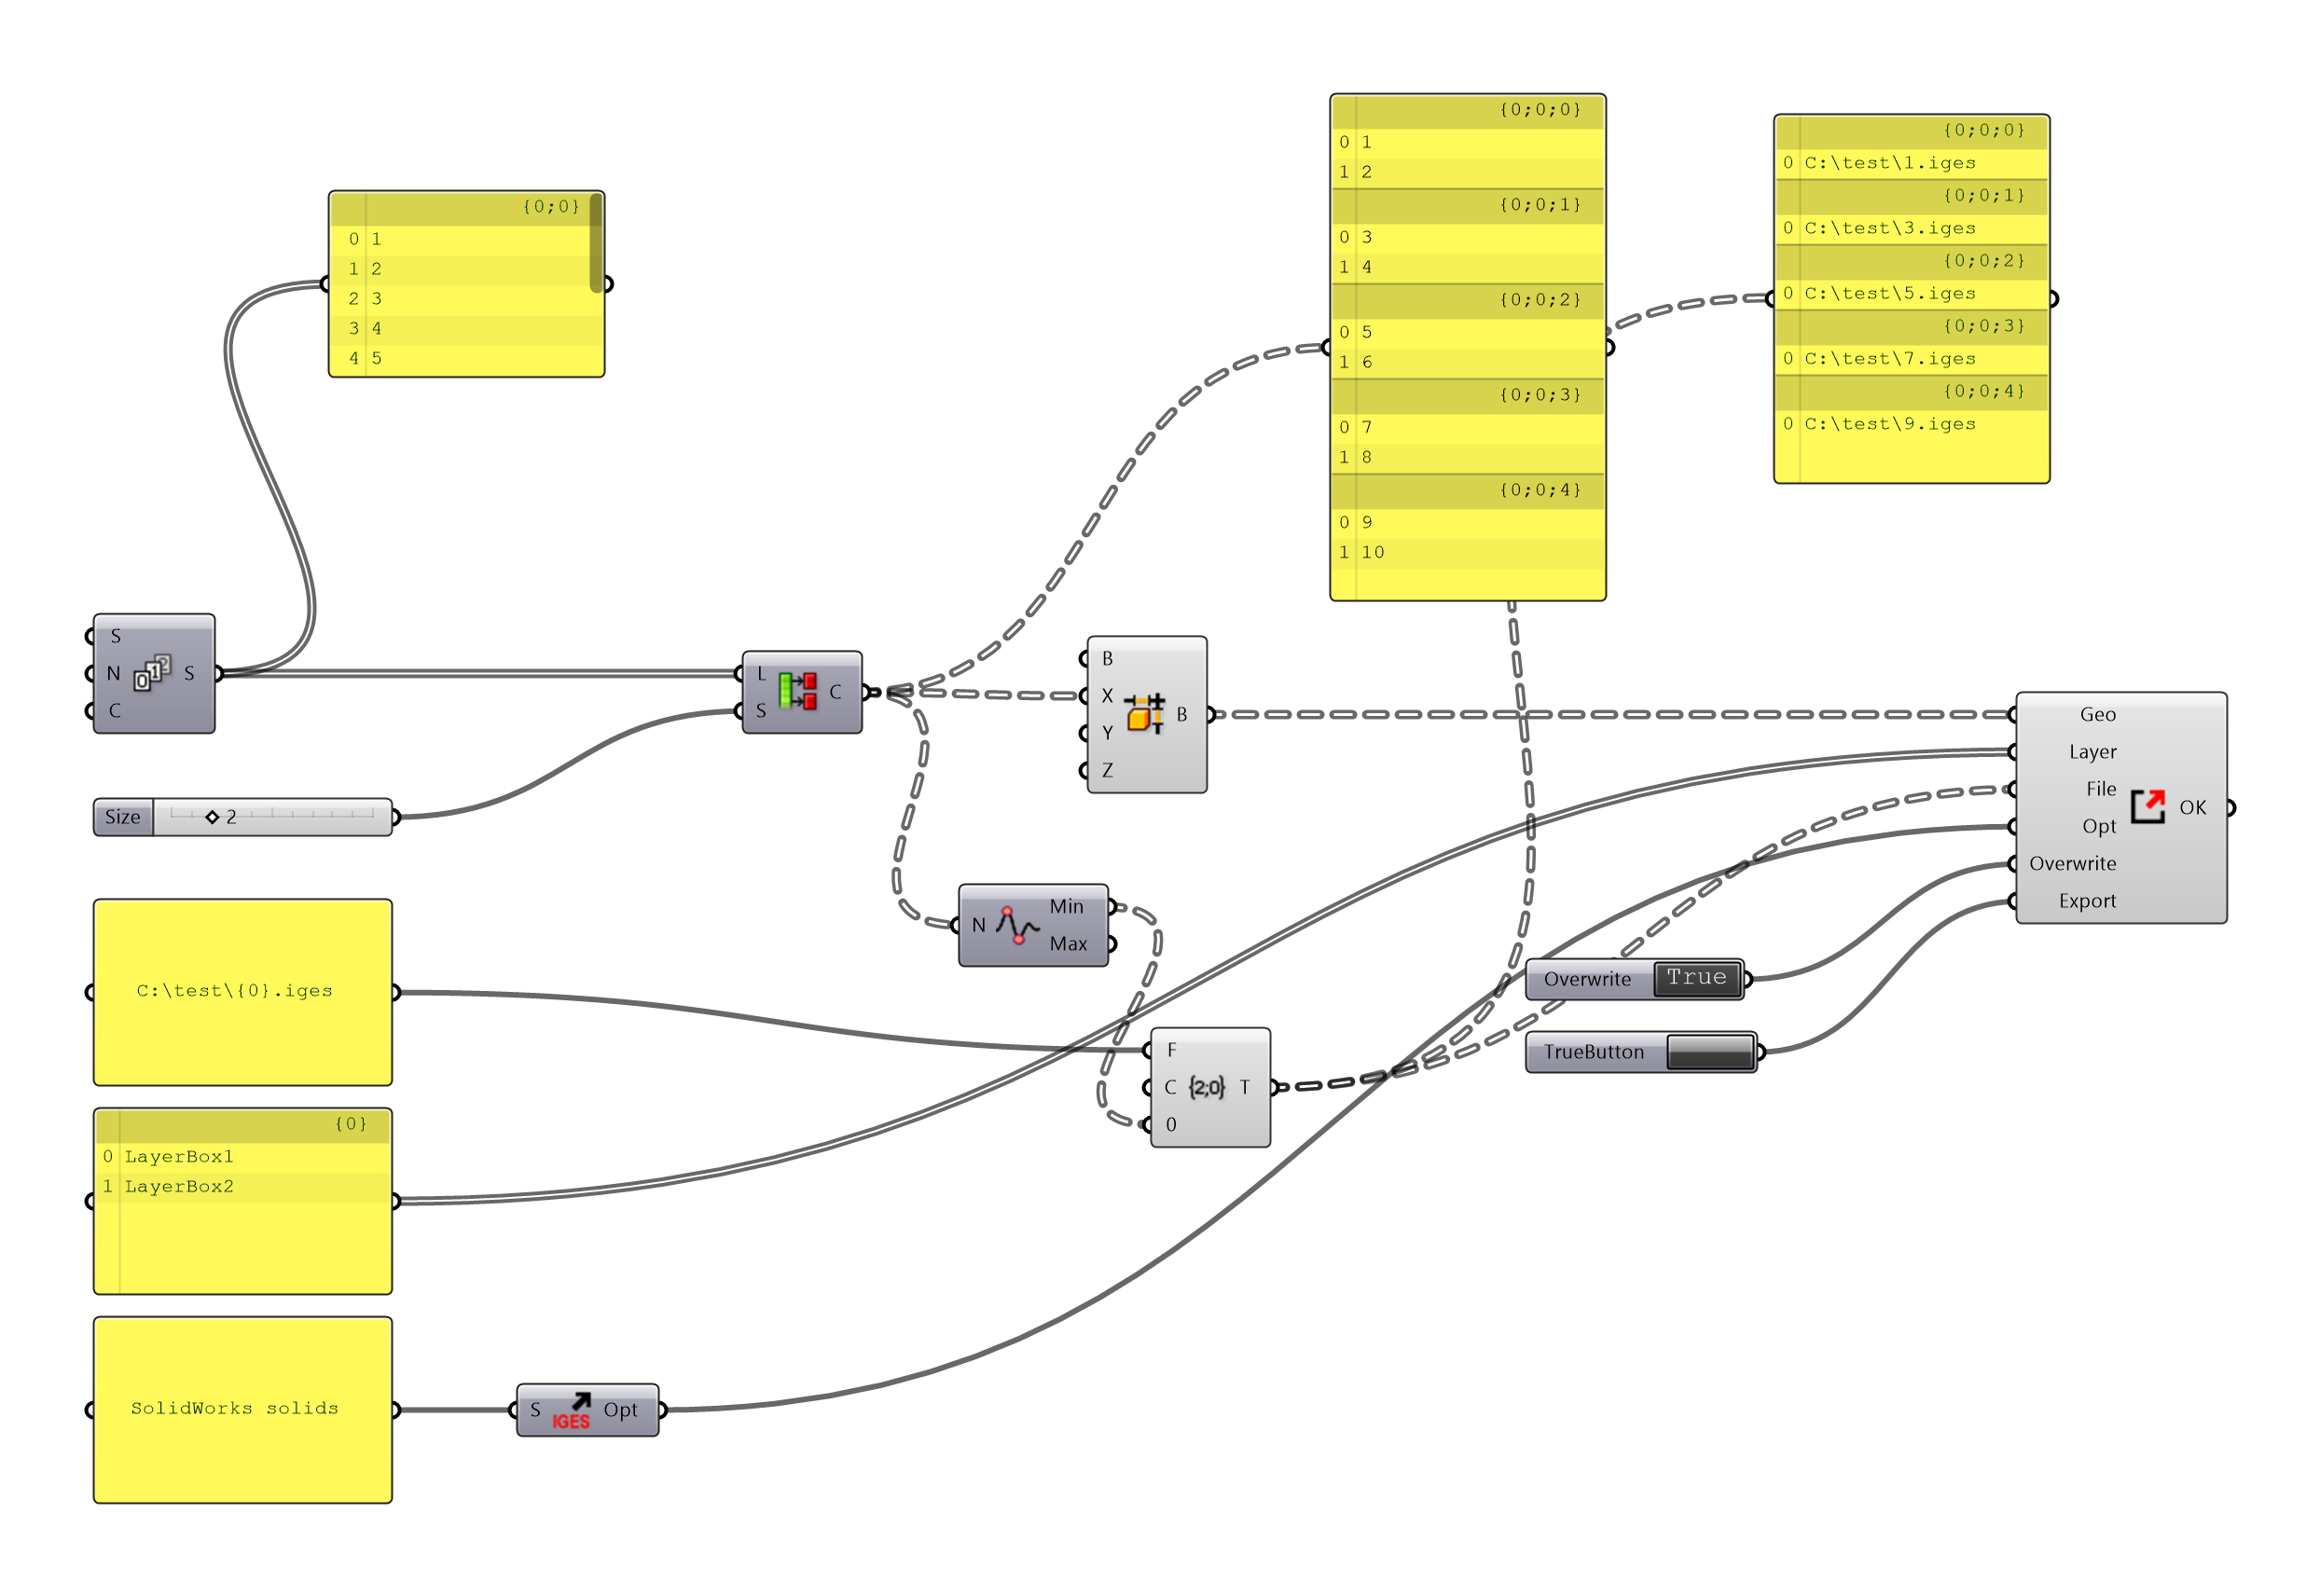 {0;0}
0 1
1 2
2 3
3 4
4 5
{0;0;0}
0 1
1 2
{0;0;1}
0 3
1 4
{0;0;2}
0 5
1 6
{0;0;3}
0 7
1 8
{0;0;4}
0 9
1 10
{0;0;0}
0 C:\test\1.iges
{0;0;1}
0 C:\test\3.iges
{0;0;2}
0 C:\test\5.iges
{0;0;3}
0 C:\test\7.iges
{0;0;4}
0 C:\test\9.iges
S
N
C
0 1 2
S
L
S
C
B
X
Y
Z
B
Geo
Layer
File
Opt
Overwrite
Export
OK
Size
2
N
Min
Max
C:\test\{0}.iges
F
C
0
{2;0}
T
Overwrite True
TrueButton
{0}
0 LayerBox1
1 LayerBox2
SolidWorks solids
S
IGES
Opt